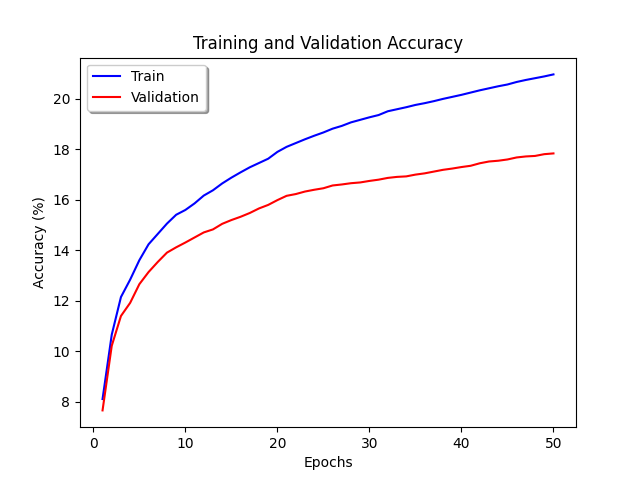 Training and Validation Accuracy
Train
Validation
Accuracy (%)
20
18
16
14
12
10
8
0 10 20 30 40 50
Epochs